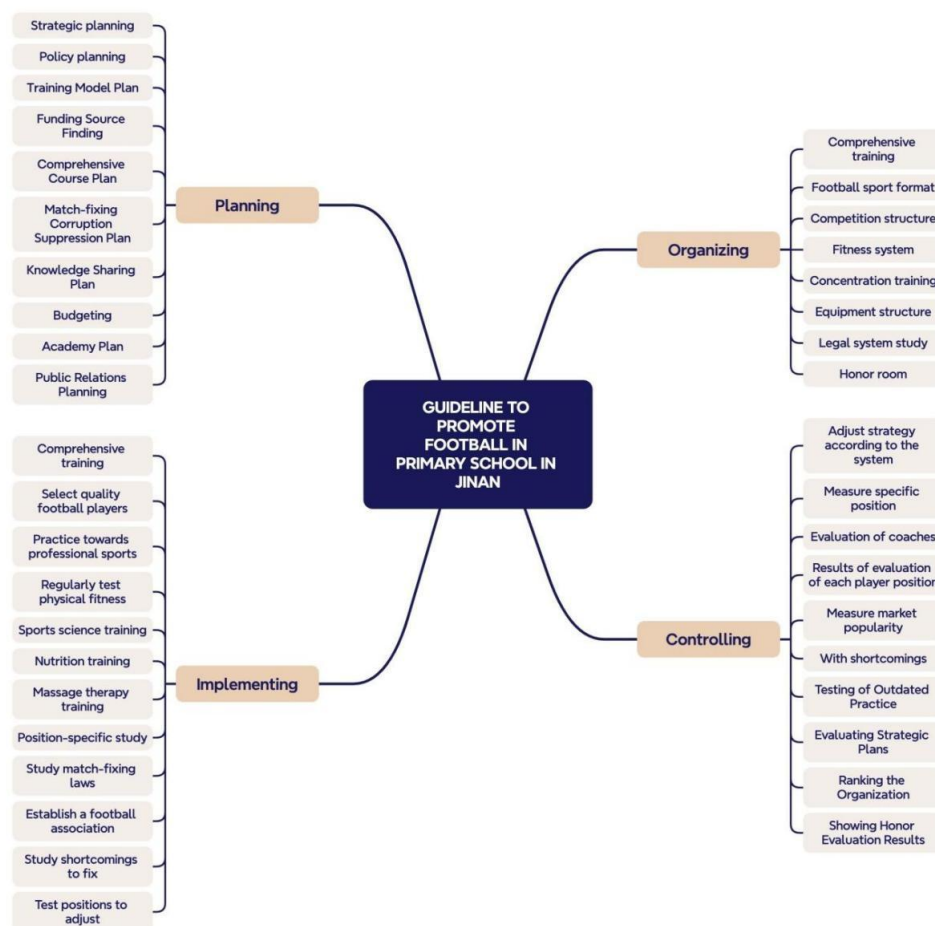 Strategic planning
Policy planning
Training Model Plan
Funding Source
Finding
Comprehensive
Course Plan
Match-fixing
Corruption
Suppression Plan
Knowledge Sharing
Plan
Budgeting
Academy Plan
Public Relations
Planning
Planning
Comprehensive
training
Football sport format
Competition structure
Fitness system
Concentration training
Equipment structure
Legal system study
Honor room
Organizing
GUIDELINE TO
PROMOTE
FOOTBALL IN
PRIMARY SCHOOL IN
JINAN
Comprehensive
training
Select quality
football players
Practice towards
professional sports
Regularly test
physical fitness
Sports science training
Nutrition training
Massage therapy
training
Position-specific study
Study match-fixing
laws
Establish a football
association
Study shortcomings
to fix
Test positions to
adjust
Implementing
Adjust strategy
according to the
system
Measure specific
position
Evaluation of coaches
Results of evaluation
of each player position
Measure market
popularity
With shortcomings
Testing of Outdated
Practice
Evaluating Strategic
Plans
Ranking the
Organization
Showing Honor
Evaluation Results
Controlling